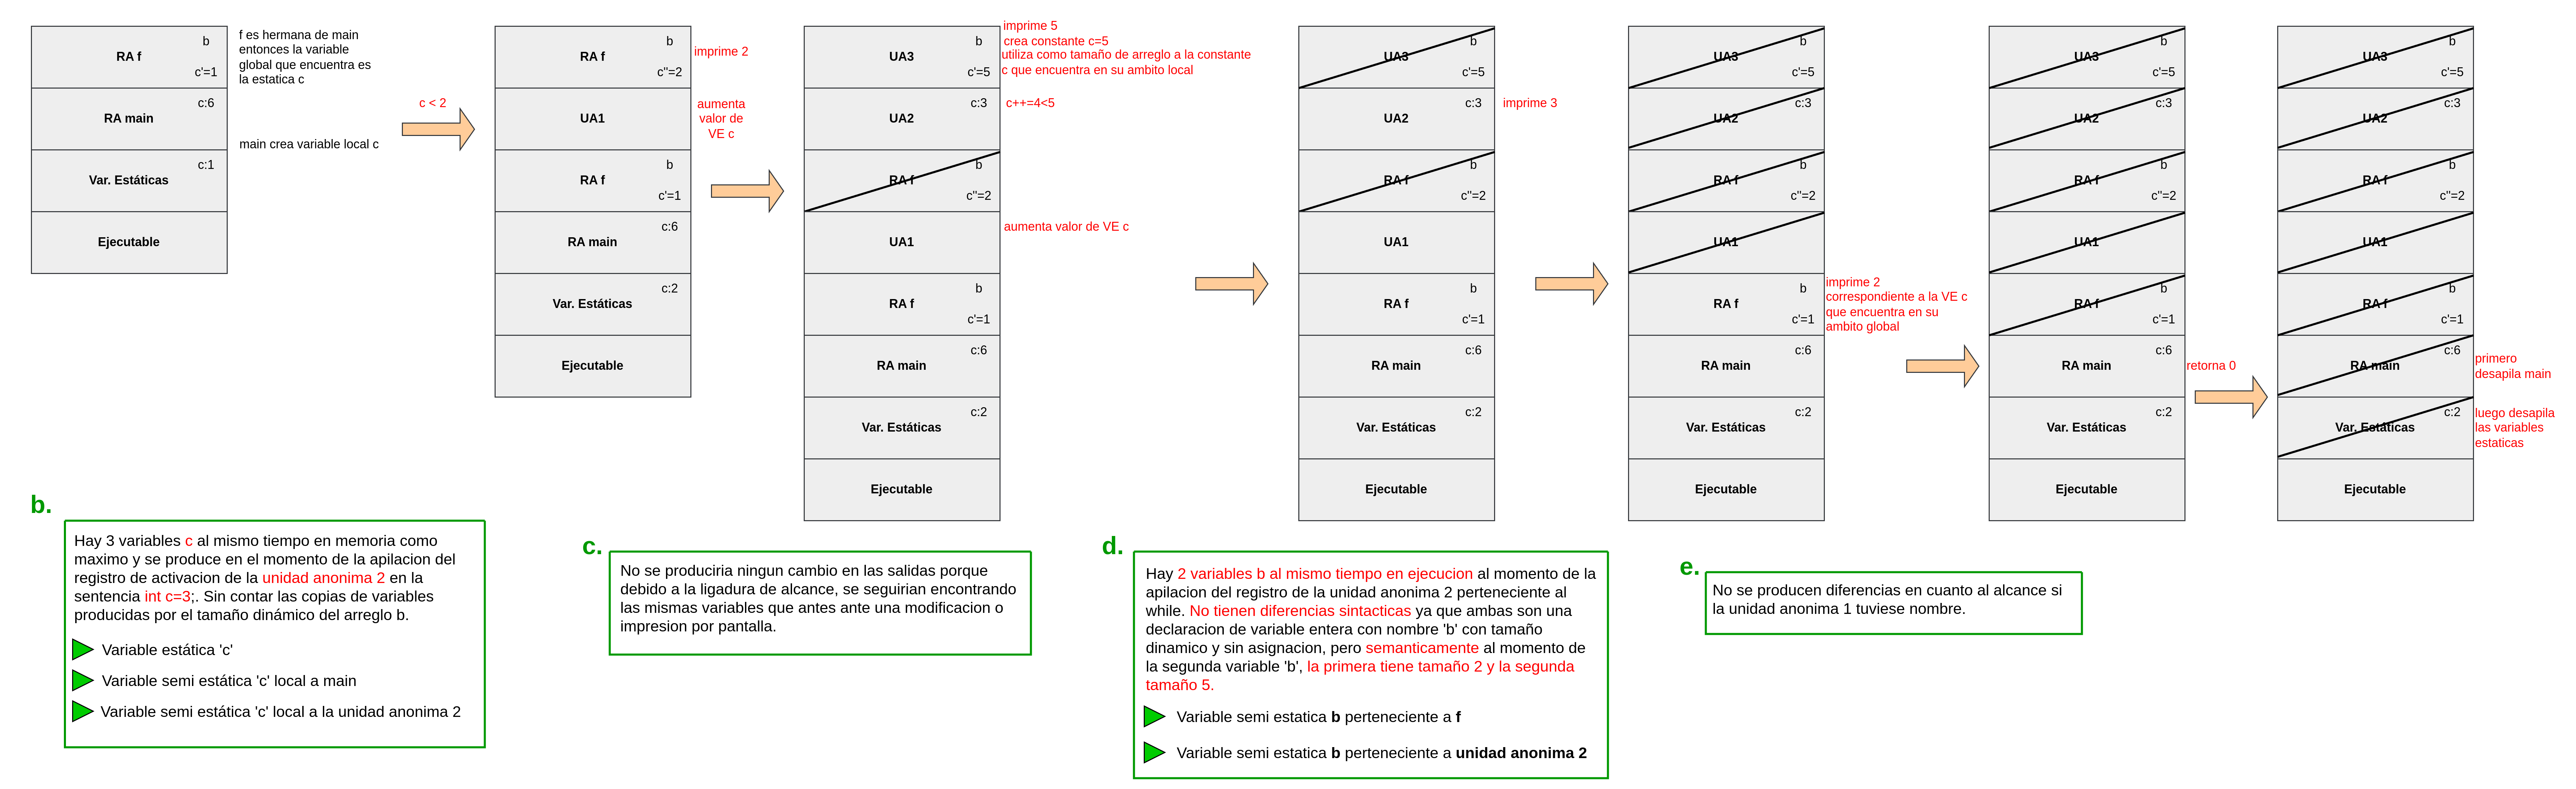 b
RA f
c'=1
c:6
RA main
c:1
Var. Estáticas
Ejecutable
f es hermana de main
entonces la variable
global que encuentra es
la estatica c
main crea variable local c
c < 2
b
RA f
c''=2
UA1
b
RA f
c'=1
c:6
RA main
c:2
Var. Estáticas
Ejecutable
imprime 2
aumenta
valor de
VE c
b
UA3
c'=5
c:3
UA2
b
RA f
c''=2
UA1
b
RA f
c'=1
c:6
RA main
c:2
Var. Estáticas
Ejecutable
imprime 5
crea constante c=5
utiliza como tamaño de arreglo a la constante
c que encuentra en su ambito local
c++=4<5
aumenta valor de VE c
b
UA3
c'=5
c:3
UA2
b
RA f
c''=2
UA1
b
RA f
c'=1
c:6
RA main
c:2
Var. Estáticas
Ejecutable
imprime 3
b
UA3
c'=5
c:3
UA2
b
RA f
c''=2
UA1
b
RA f
c'=1
c:6
RA main
c:2
Var. Estáticas
Ejecutable
imprime 2
correspondiente a la VE c
que encuentra en su
ambito global
b
UA3
c'=5
c:3
UA2
b
RA f
c''=2
UA1
b
RA f
c'=1
c:6
RA main
c:2
Var. Estáticas
Ejecutable
retorna 0
b
UA3
c'=5
c:3
UA2
b
RA f
c''=2
UA1
b
RA f
c'=1
c:6
RA main
c:2
Var. Estáticas
Ejecutable
primero
desapila main
luego desapila
las variables
estaticas
b.
Hay 3 variables c al mismo tiempo en memoria como
maximo y se produce en el momento de la apilacion del
registro de activacion de la unidad anonima 2 en la
sentencia int c=3;. Sin contar las copias de variables
producidas por el tamaño dinámico del arreglo b.
Variable estática 'c'
Variable semi estática 'c' local a main
Variable semi estática 'c' local a la unidad anonima 2
c.
No se produciria ningun cambio en las salidas porque
debido a la ligadura de alcance, se seguirian encontrando
las mismas variables que antes ante una modificacion o
impresion por pantalla.
d.
Hay 2 variables b al mismo tiempo en ejecucion al momento de la
apilacion del registro de la unidad anonima 2 perteneciente al
while. No tienen diferencias sintacticas ya que ambas son una
declaracion de variable entera con nombre 'b' con tamaño
dinamico y sin asignacion, pero semanticamente al momento de
la segunda variable 'b', la primera tiene tamaño 2 y la segunda
tamaño 5.
Variable semi estatica b perteneciente a f
Variable semi estatica b perteneciente a unidad anonima 2
e.
No se producen diferencias en cuanto al alcance si
la unidad anonima 1 tuviese nombre.